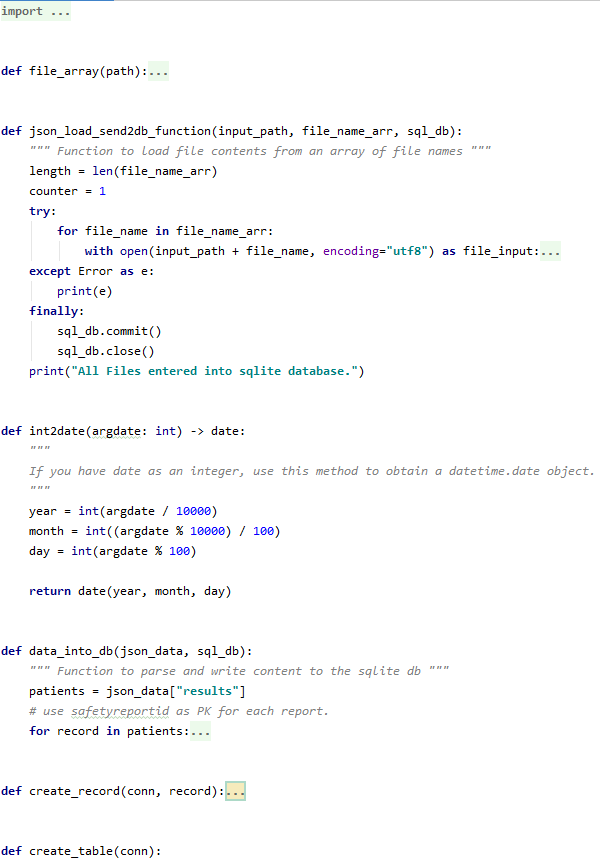 import ...
def file_array(path):...
def json_load_send2db_function(input_path, file_name_arr, sql_db):
    """ Function to load file contents from an array of file names """
    length = len(file_name_arr)
    counter = 1
    try:
        for file_name in file_name_arr:
            with open(input_path + file_name, encoding="utf8") as file_input:...
    except Error as e:
        print(e)
    finally:
        sql_db.commit()
        sql_db.close()
    print("All Files entered into sqlite database.")
def int2date(argdate: int) -> date:
    """
    If you have date as an integer, use this method to obtain a datetime.date object.
    """
    year = int(argdate / 10000)
    month = int((argdate % 10000) / 100)
    day = int(argdate % 100)
    return date(year, month, day)
def data_into_db(json_data, sql_db):
    """ Function to parse and write content to the sqlite db """
    patients = json_data["results"]
    # use safetyreportid as PK for each report.
    for record in patients:...
def create_record(conn, record):...
def create_table(conn):